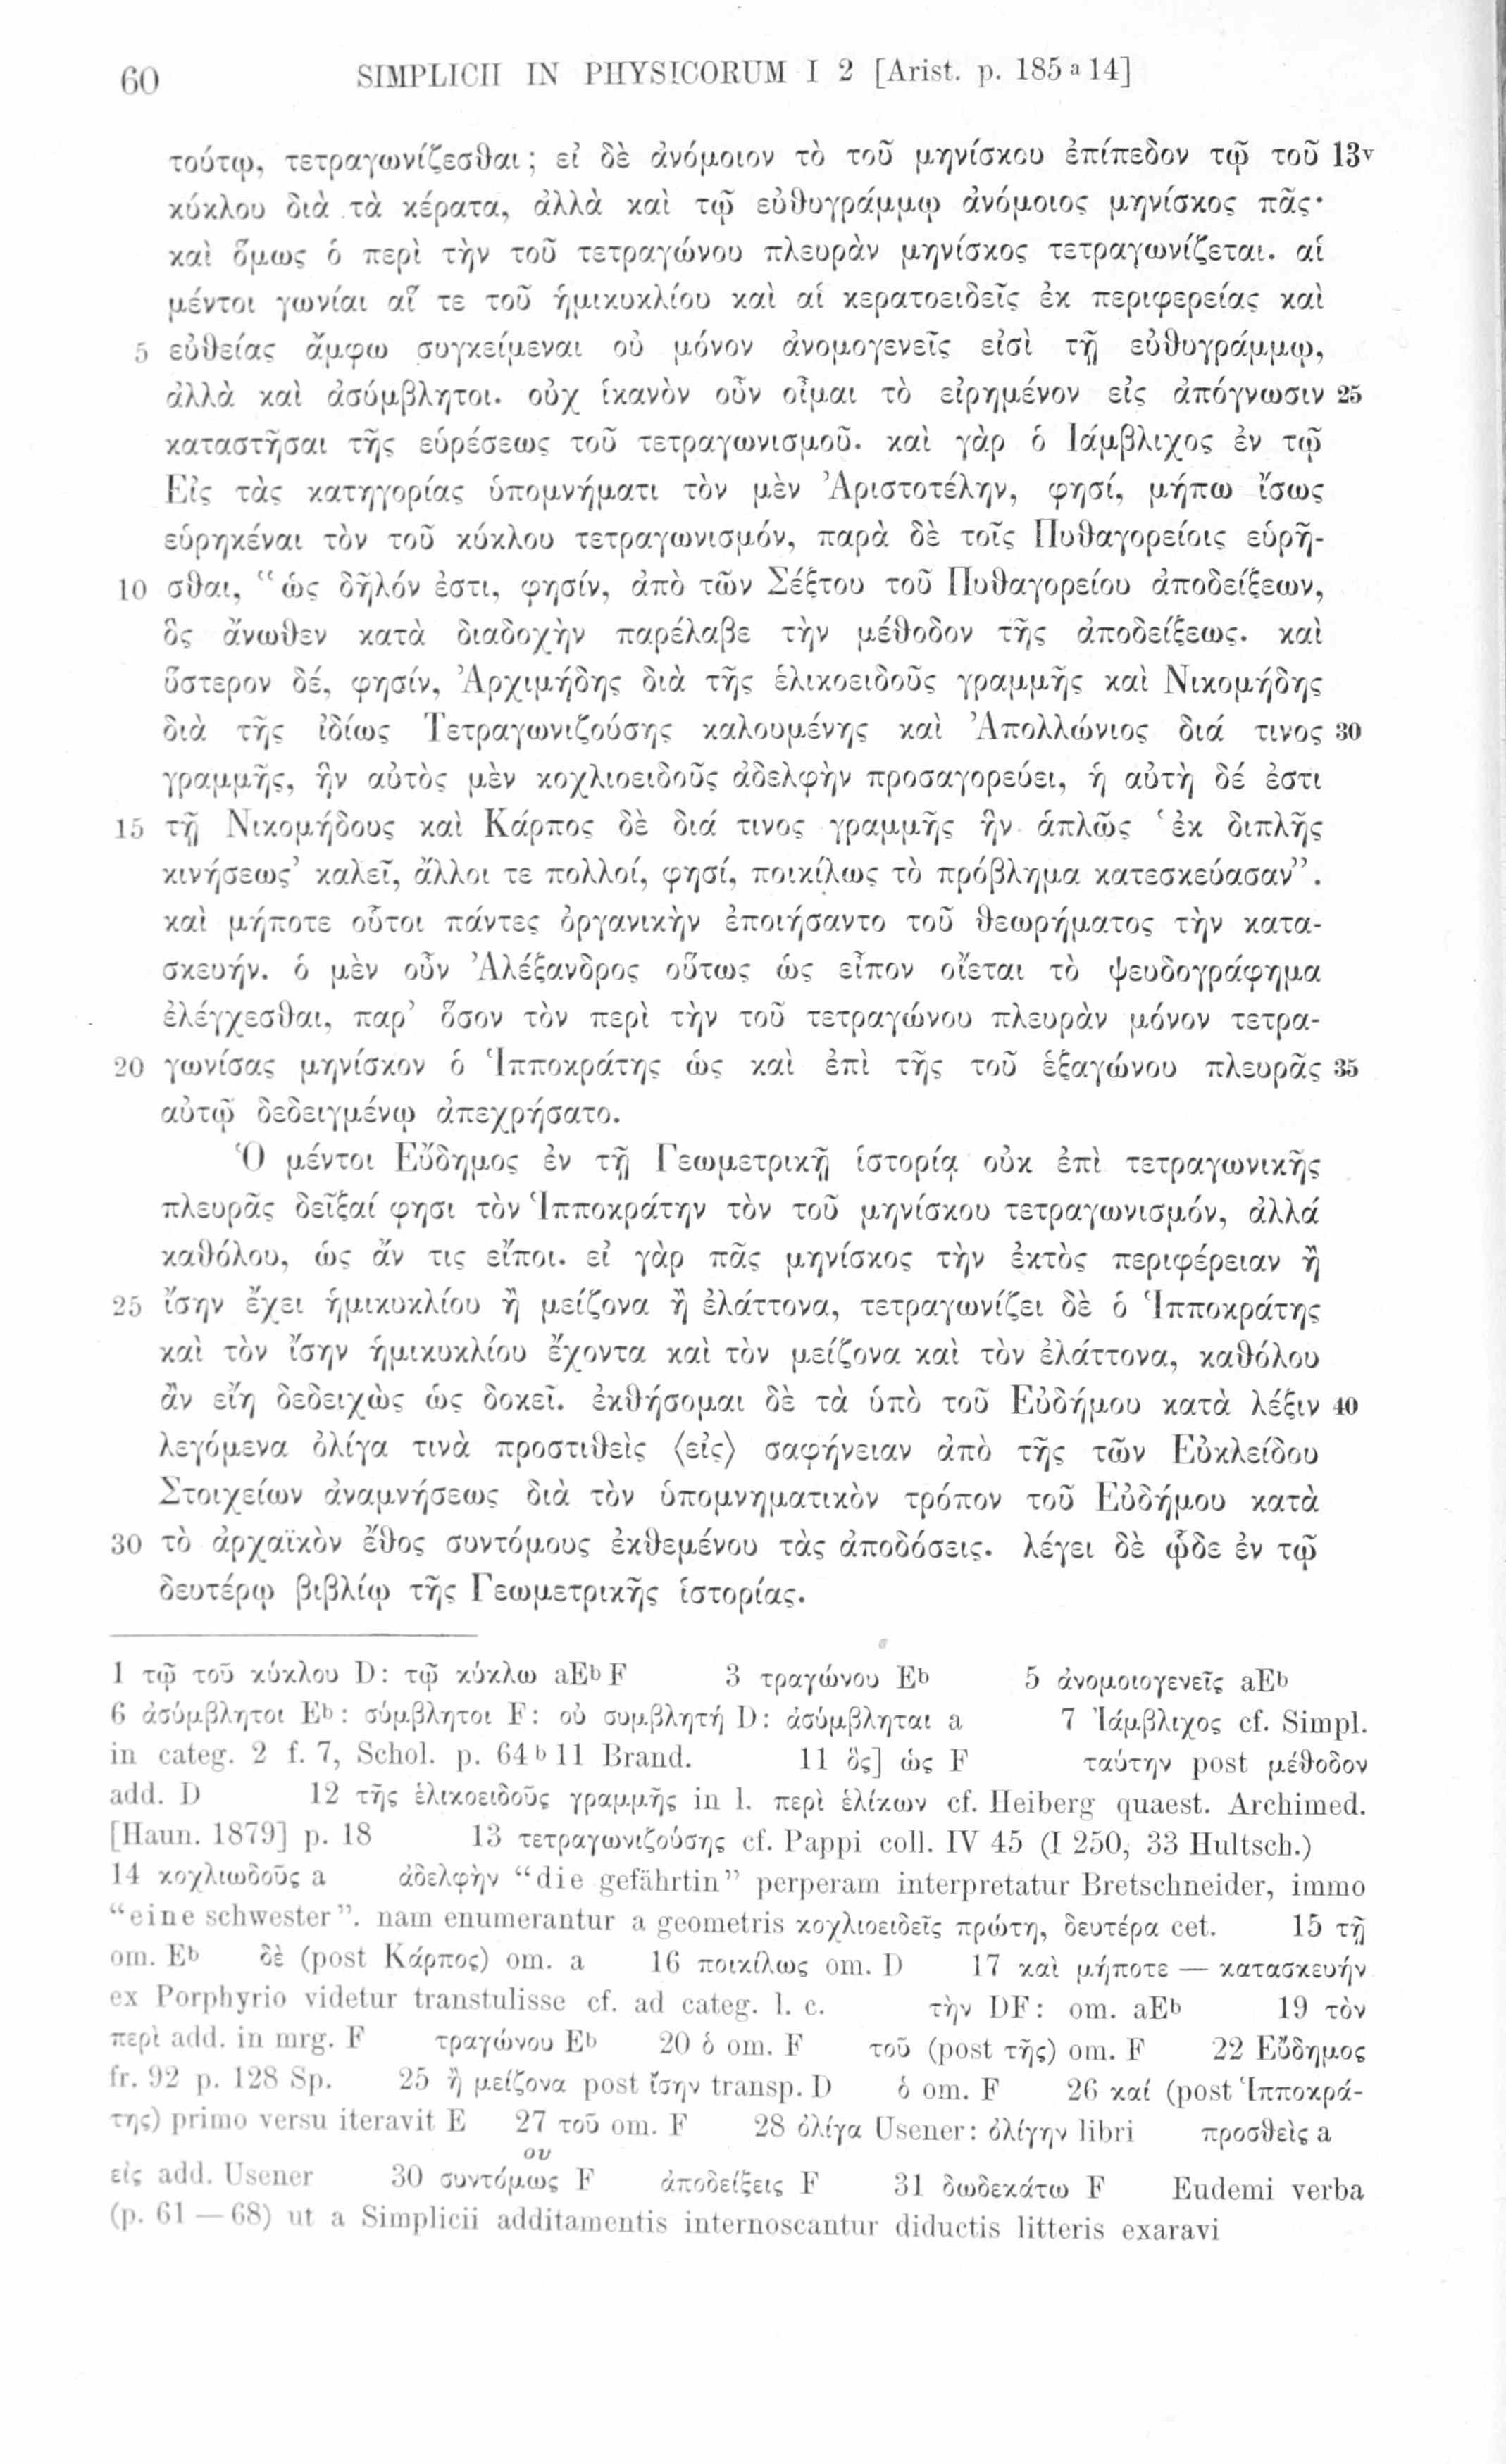 60 SIMPLICII IN PHYSICORUM I 2 [Arist. p. 185 a 14]
τούτῳ, τετραγωνίζεσθαι; εἰ δὲ ἀνόμοιον τὸ τοῦ μηνίσκου ἐπίπεδον τῷ τοῦ 13v
κύκλου διὰ τὰ κέρατα, ἀλλὰ καὶ τῷ εὐθυγράμμῳ ἀνόμοιος μηνίσκος πᾶς·
καὶ ὅμως ὁ περὶ τὴν τοῦ τετραγώνου πλευρὰν μηνίσκος τετραγωνίζεται. αἱ
μέντοι γωνίαι αἵ τε τοῦ ἡμικυκλίου καὶ αἱ κερατοειδεῖς ἐκ περιφερείας καὶ
5 εὐθείας ἄμφω συγκείμεναι οὐ μόνον ἀνομογενεῖς εἰσὶ τῇ εὐθυγράμμῳ,
ἀλλὰ καὶ ἀσύμβλητοι. οὐχ ἱκανὸν οὖν οἶμαι τὸ εἰρημένον εἰς ἀπόγνωσιν 25
καταστῆσαι τῆς εὑρέσεως τοῦ τετραγωνισμοῦ. καὶ γὰρ ὁ Ἰάμβλιχος ἐν τῷ
Εἰς τὰς κατηγορίας ὑπομνήματι τὸν μὲν Ἀριστοτέλην, φησί, μήπω ἴσως
εὑρηκέναι τὸν τοῦ κύκλου τετραγωνισμόν, παρὰ δὲ τοῖς Πυθαγορείοις εὑρῆ-
10 σθαι, “ὡς δῆλόν ἐστι, φησίν, ἀπὸ τῶν Σέξτου τοῦ Πυθαγορείου ἀποδείξεων,
ὃς ἄνωθεν κατὰ διαδοχὴν παρέλαβε τὴν μέθοδον τῆς ἀποδείξεως. καὶ
ὕστερον δέ, φησίν, Ἀρχιμήδης διὰ τῆς ἑλικοειδοῦς γραμμῆς καὶ Νικομήδης
διὰ τῆς ἰδίως Τετραγωνιζούσης καλουμένης καὶ Ἀπολλώνιος διά τινος 30
γραμμῆς, ἣν αὐτὸς μὲν κοχλιοειδοῦς ἀδελφὴν προσαγορεύει, ἡ αὐτὴ δέ ἐστι
15 τῇ Νικομήδους καὶ Κάρπος δὲ διά τινος γραμμῆς ἣν ἁπλῶς ‘ἐκ διπλῆς
κινήσεως’ καλεῖ, ἄλλοι τε πολλοί, φησί, ποικίλως τὸ πρόβλημα κατεσκεύασαν”.
καὶ μήποτε οὗτοι πάντες ὀργανικὴν ἐποιήσαντο τοῦ θεωρήματος τὴν κατα-
σκευήν. ὁ μὲν οὖν Ἀλέξανδρος οὕτως ὡς εἶπον οἴεται τὸ ψευδογράφημα
ἐλέγχεσθαι, παρ’ ὅσον τὸν περὶ τὴν τοῦ τετραγώνου πλευρὰν μόνον τετρα-
20 γωνίσας μηνίσκον ὁ Ἱπποκράτης ὡς καὶ ἐπὶ τῆς τοῦ ἑξαγώνου πλευρᾶς 35
αὐτῷ δεδειγμένῳ ἀπεχρήσατο.
Ὁ μέντοι Εὔδημος ἐν τῇ Γεωμετρικῇ ἱστορίᾳ οὐκ ἐπὶ τετραγωνικῆς
πλευρᾶς δεῖξαί φησι τὸν Ἱπποκράτην τὸν τοῦ μηνίσκου τετραγωνισμόν, ἀλλά
καθόλου, ὡς ἄν τις εἴποι. εἰ γὰρ πᾶς μηνίσκος τὴν ἐκτὸς περιφέρειαν ἢ
25 ἴσην ἔχει ἡμικυκλίου ἢ μείζονα ἢ ἐλάττονα, τετραγωνίζει δὲ ὁ Ἱπποκράτης
καὶ τὸν ἴσην ἡμικυκλίου ἔχοντα καὶ τὸν μείζονα καὶ τὸν ἐλάττονα, καθόλου
ἂν εἴη δεδειχὼς ὡς δοκεῖ. ἐκθήσομαι δὲ τὰ ὑπὸ τοῦ Εὐδήμου κατὰ λέξιν 40
λεγόμενα ὀλίγα τινὰ προστιθεὶς ⟨εἰς⟩ σαφήνειαν ἀπὸ τῆς τῶν Εὐκλείδου
Στοιχείων ἀναμνήσεως διὰ τὸν ὑπομνηματικὸν τρόπον τοῦ Εὐδήμου κατὰ
30 τὸ ἀρχαϊκὸν ἔθος συντόμους ἐκθεμένου τὰς ἀποδόσεις. λέγει δὲ ὧδε ἐν τῷ
δευτέρῳ βιβλίῳ τῆς Γεωμετρικῆς ἱστορίας.
1 τῷ τοῦ κύκλου D: τῷ κύκλω aEᵇF 3 τραγώνου Eᵇ 5 ἀνομοιογενεῖς aEᵇ
6 ἀσύμβλητοι Eᵇ: σύμβλητοι F: οὐ συμβλητή D: ἀσύμβληται a 7 Ἰάμβλιχος cf. Simpl.
in categ. 2 f. 7, Schol. p. 64ᵇ11 Brand. 11 ὃς] ὡς F ταύτην post μέθοδον
add. D 12 τῆς ἑλικοειδοῦς γραμμῆς in l. περὶ ἑλίκων cf. Heiberg quaest. Archimed.
[Haun. 1879] p. 18 13 τετραγωνιζούσης cf. Pappi coll. IV 45 (I 250, 33 Hultsch.)
14 κοχλιωδοῦς a ἀδελφὴν “die gefährtin” perperam interpretatur Bretschneider, immo
“eine schwester”. nam enumerantur a geometris κοχλιοειδεῖς πρώτη, δευτέρα cet. 15 τῇ
om. Eᵇ δὲ (post Κάρπος) om. a 16 ποικίλως om. D 17 καὶ μήποτε — κατασκευήν
ex Porphyrio videtur transtulisse cf. ad categ. l. c. τὴν DF: om. aEᵇ 19 τὸν
περὶ add. in mrg. F τραγώνου Eᵇ 20 ὁ om. F τοῦ (post τῆς) om. F 22 Εὔδημος
fr. 92 p. 128 Sp. 25 ἢ μείζονα post ἴσην transp. D ὁ om. F 26 καί (post Ἱπποκρά-
της) primo versu iteravit E 27 τοῦ om. F 28 ὀλίγα Usener: ὀλίγην libri προσθεὶς a
ου
εἰς add. Usener 30 συντόμως F ἀποδείξεις F 31 δωδεκάτω F Eudemi verba
(p. 61 — 68) ut a Simplicii additamentis internoscantur diductis litteris exaravi